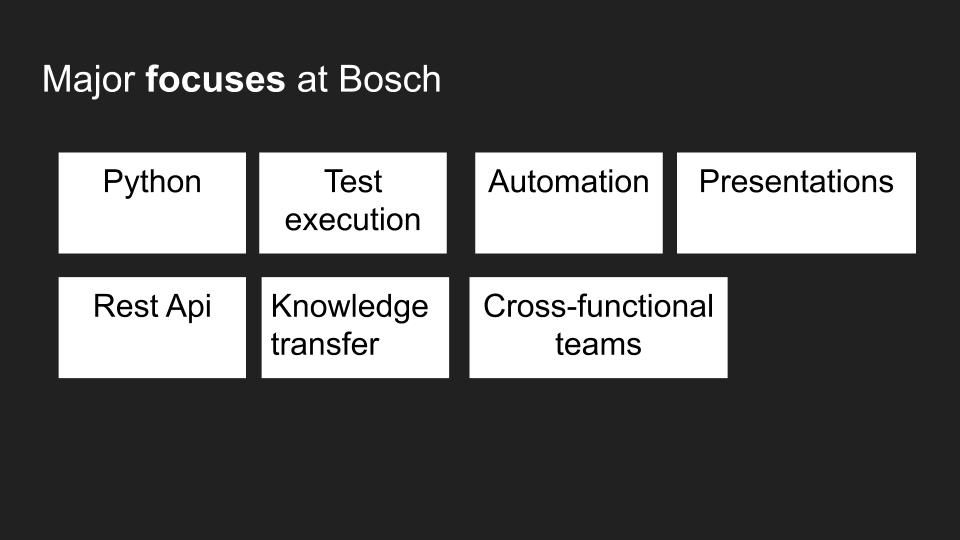 Major focuses at Bosch
Python
Test
execution
Automation
Presentations
Rest Api
Knowledge
transfer
Cross-functional
teams